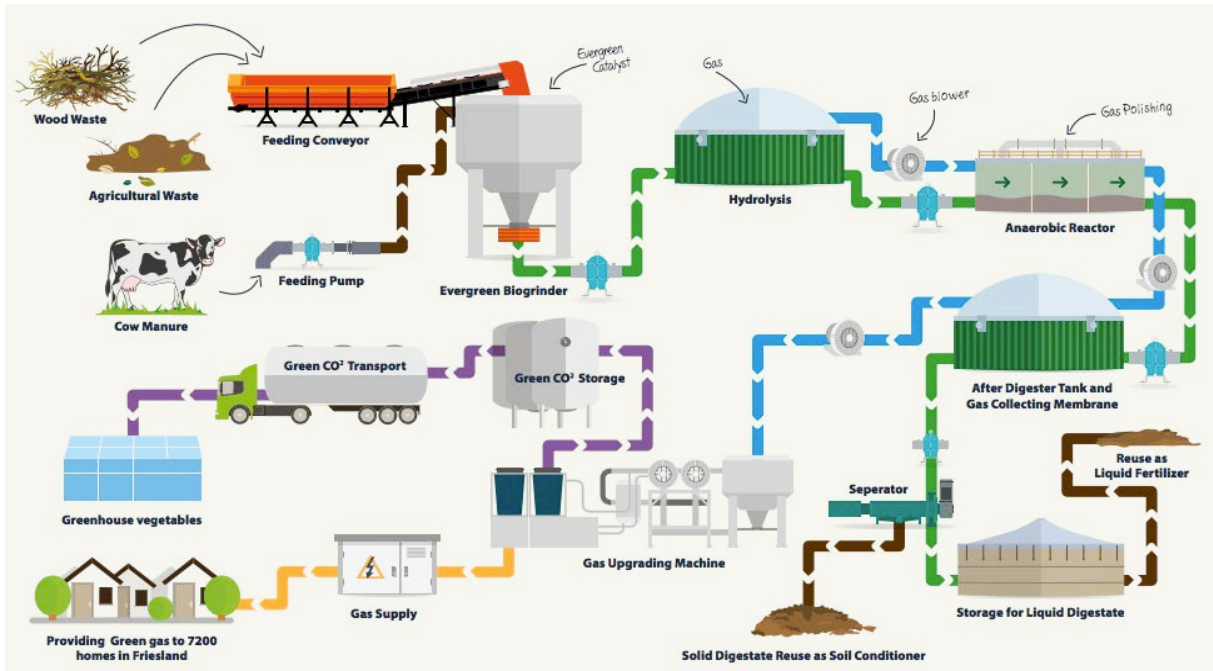 Wood Waste
Agricultural Waste
Cow Manure
Feeding Conveyor
Feeding Pump
Evergreen
Catalyst
Evergreen Biogrinder
Gas
Hydrolysis
Gas blower
Gas Polishing
Anaerobic Reactor
After Digester Tank and
Gas Collecting Membrane
Green CO² Transport
Green CO² Storage
Greenhouse vegetables
Gas Upgrading Machine
Gas Supply
Providing Green gas to 7200
homes in Friesland
Seperator
Reuse as
Liquid Fertilizer
Storage for Liquid Digestate
Solid Digestate Reuse as Soil Conditioner